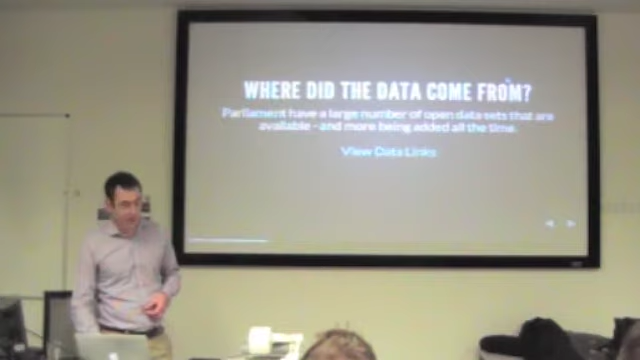 WHERE DID THE DATA COME FROM?
Parliament have a large number of open data sets that are
available - and more being added all the time.
View Data Links